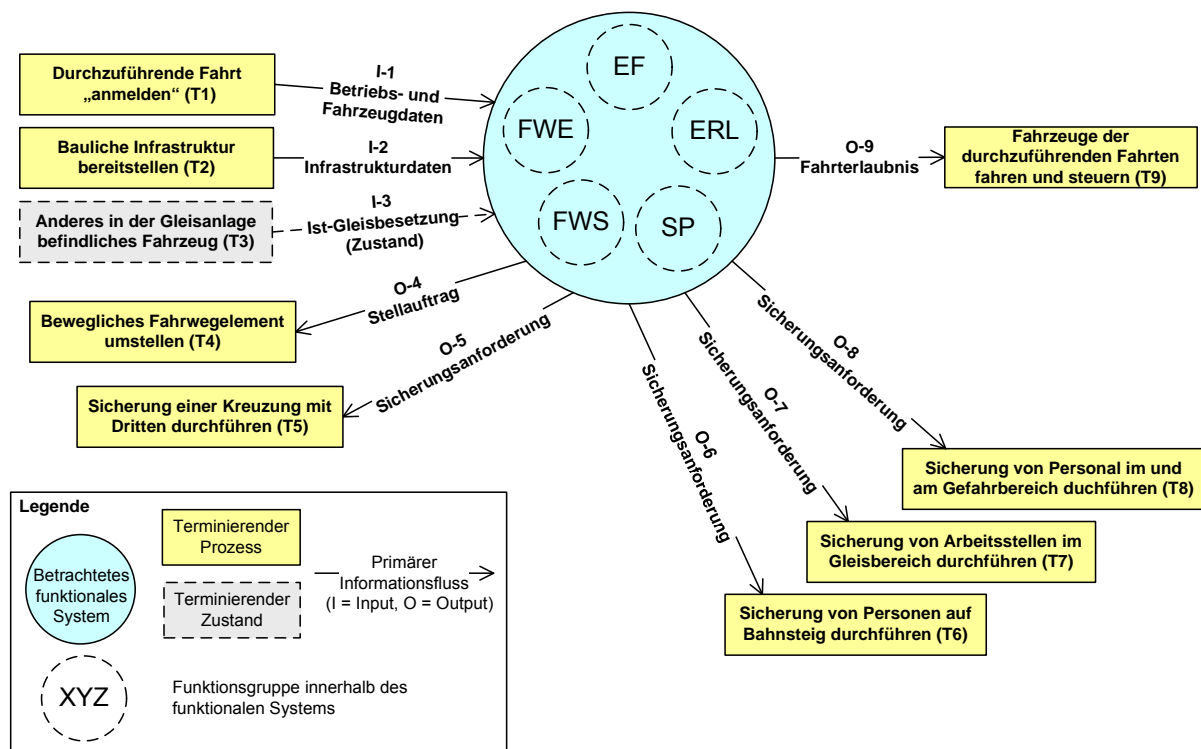 Durchzuführende Fahrt
„anmelden“ (T1)
I-1
Betriebs- und
Fahrzeugdaten
Bauliche Infrastruktur
bereitstellen (T2)
I-2
Infrastrukturdaten
Anderes in der Gleisanlage
befindliches Fahrzeug (T3)
I-3
Ist-Gleisbesetzung
(Zustand)
EF
FWE
ERL
FWS
SP
O-9
Fahrterlaubnis
Fahrzeuge der
durchzuführenden Fahrten
fahren und steuern (T9)
O-4
Stellauftrag
Bewegliches Fahrwegelement
umstellen (T4)
O-5
Sicherungsanforderung
Sicherung einer Kreuzung mit
Dritten durchführen (T5)
O-6
Sicherungsanforderung
O-7
Sicherungsanforderung
O-8
Sicherungsanforderung
Sicherung von Personal im und
am Gefahrbereich duchführen (T8)
Sicherung von Arbeitsstellen im
Gleisbereich durchführen (T7)
Sicherung von Personen auf
Bahnsteig durchführen (T6)
Legende
Betrachtetes
funktionales
System
Terminierender
Prozess
Terminierender
Zustand
Primärer
Informationsfluss
(I = Input, O = Output)
XYZ
Funktionsgruppe innerhalb des
funktionalen Systems